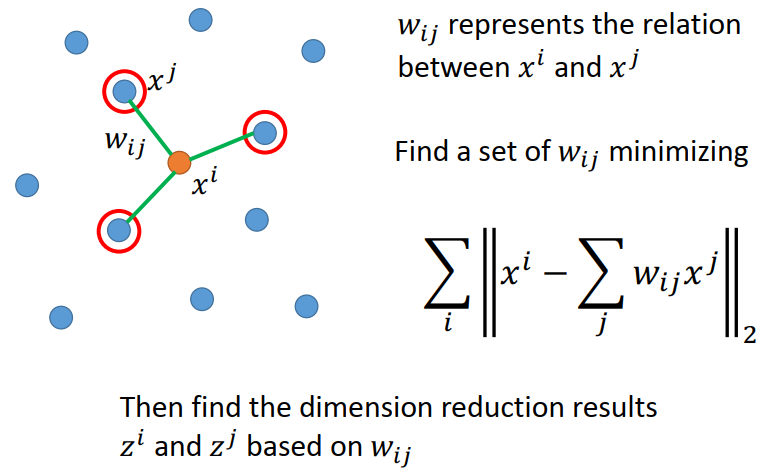 w_{ij} represents the relation
between x^i and x^j
x^j
w_{ij}
x^i
Find a set of w_{ij} minimizing
\sum_i \left\| x^i - \sum_j w_{ij} x^j \right\|_2
Then find the dimension reduction results
z^i and z^j based on w_{ij}